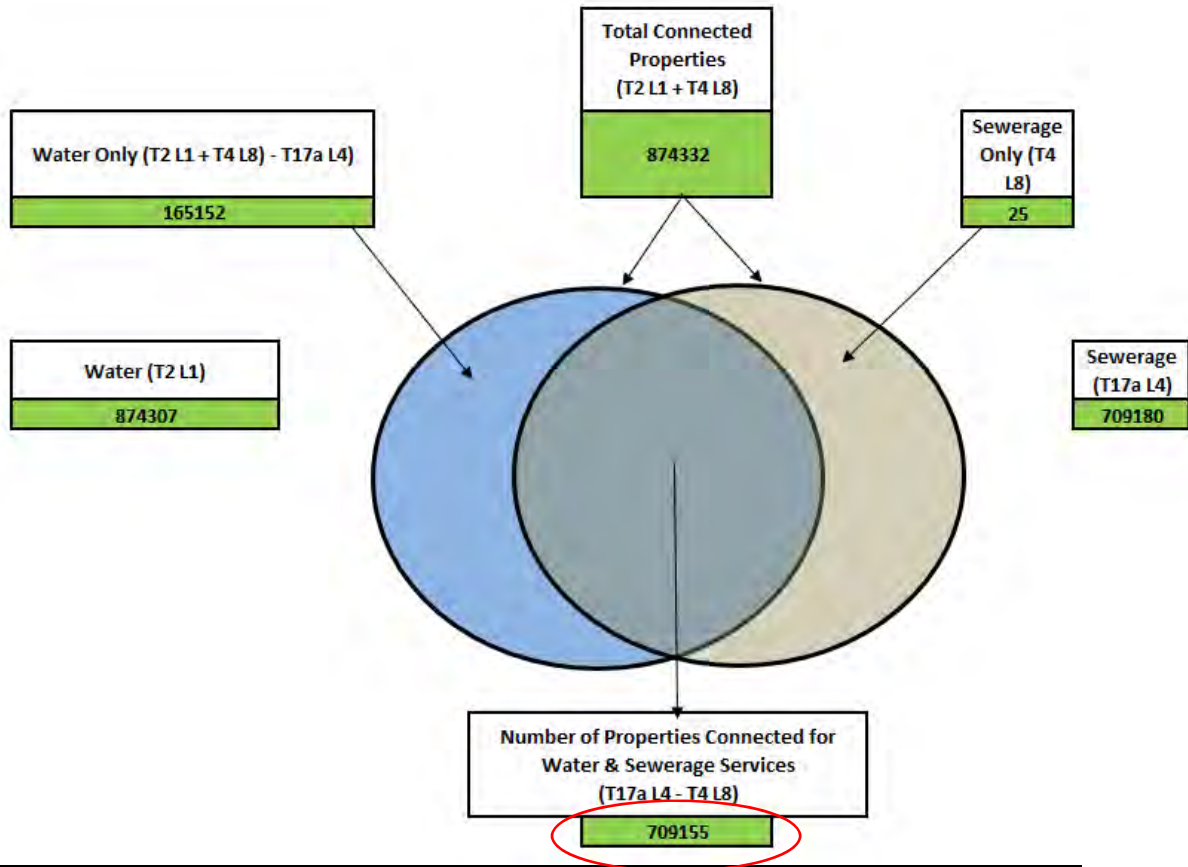 Total Connected
Properties
(T2 L1 + T4 L8)
874332
Water Only (T2 L1 + T4 L8) - T17a L4)
165152
Sewerage
Only (T4
L8)
25
Water (T2 L1)
874307
Sewerage
(T17a L4)
709180
Number of Properties Connected for
Water & Sewerage Services
(T17a L4 - T4 L8)
709155